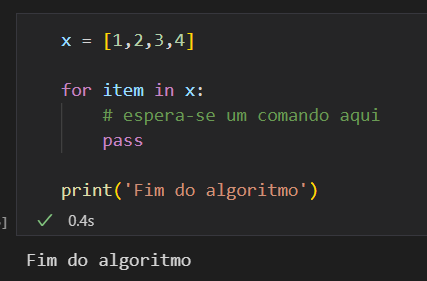 x = [1,2,3,4]
for item in x:
# espera-se um comando aqui
pass
print('Fim do algoritmo')
] ✓ 0.4s
Fim do algoritmo